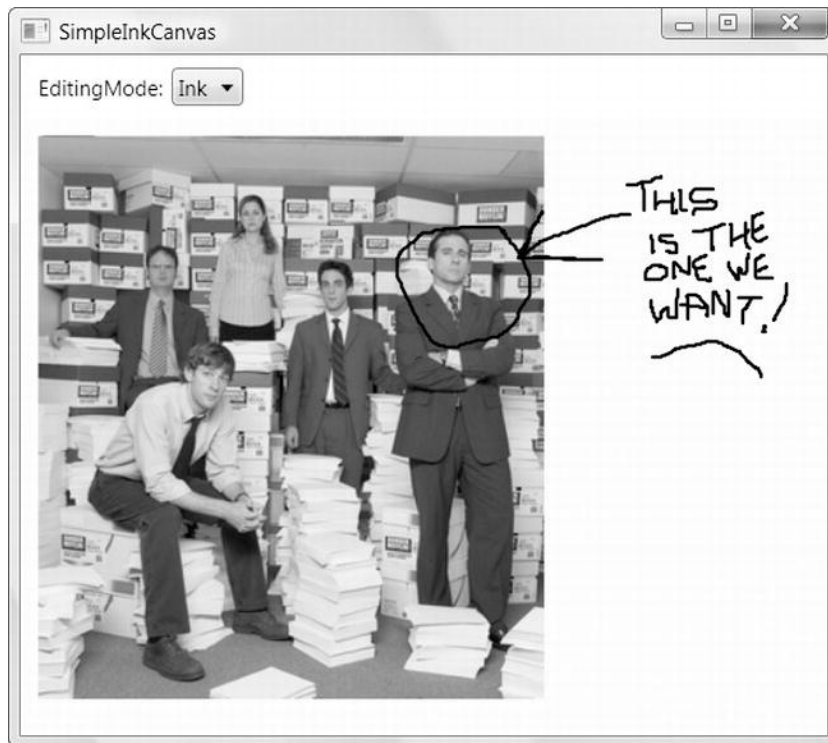 SimpleInkCanvas
EditingMode: Ink
THIS
IS THE
ONE WE
WANT!